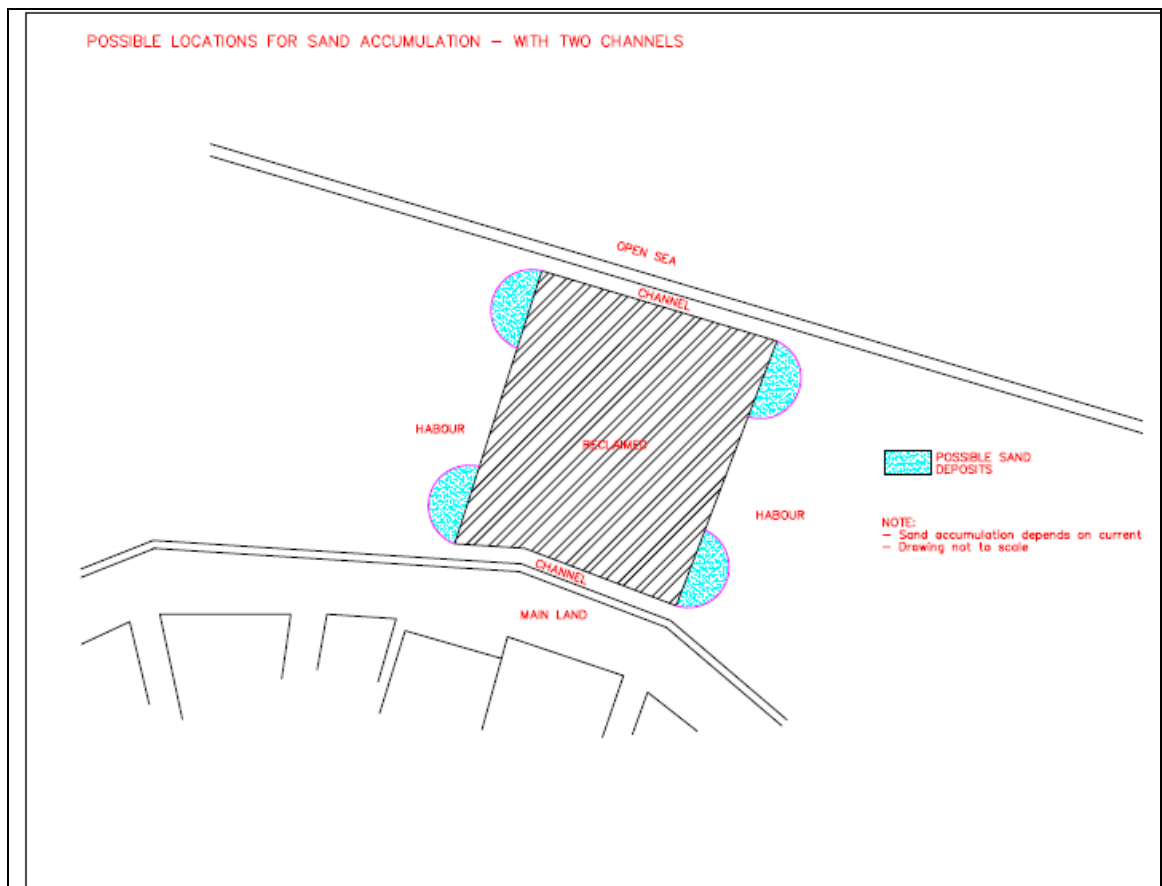 POSSIBLE LOCATIONS FOR SAND ACCUMULATION – WITH TWO CHANNELS
OPEN SEA
CHANNEL
HABOUR
RECLAIMED
POSSIBLE SAND
DEPOSITS
HABOUR
NOTE:
– Sand accumulation depends on current
– Drawing not to scale
CHANNEL
MAIN LAND